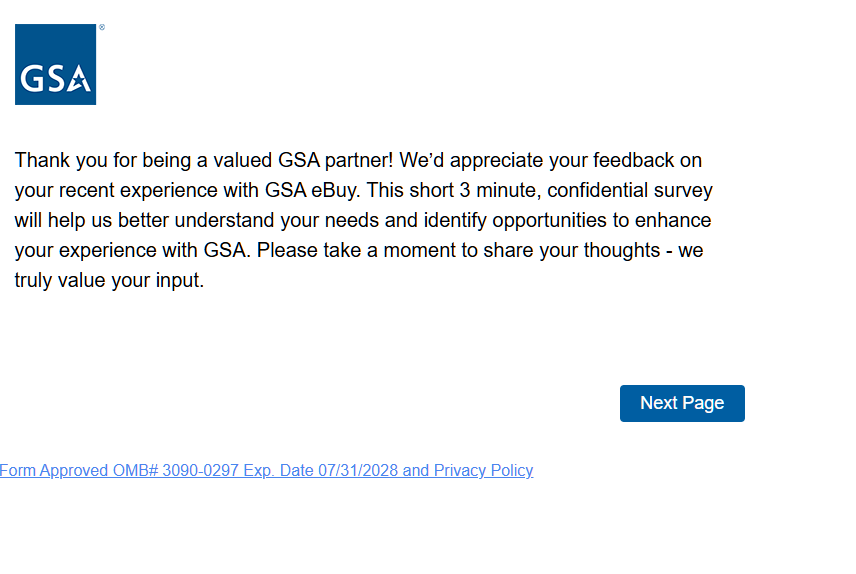 GSA®
Thank you for being a valued GSA partner! We’d appreciate your feedback on
your recent experience with GSA eBuy. This short 3 minute, confidential survey
will help us better understand your needs and identify opportunities to enhance
your experience with GSA. Please take a moment to share your thoughts - we
truly value your input.
Next Page
Form Approved OMB# 3090-0297 Exp. Date 07/31/2028 and Privacy Policy